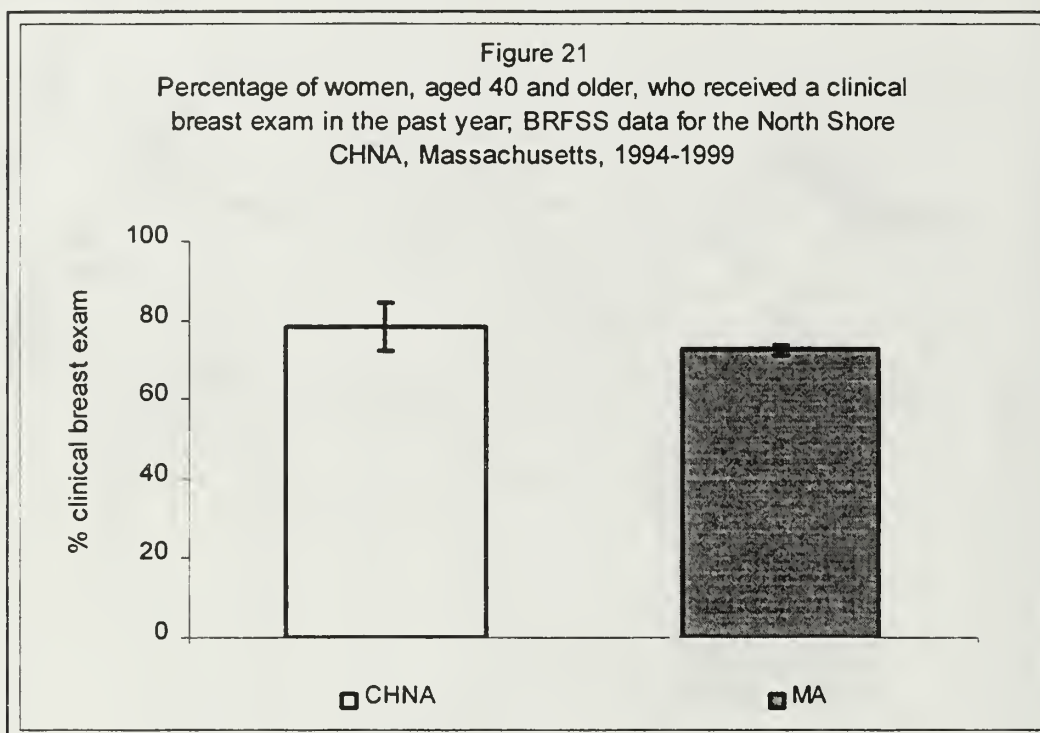 Figure 21
Percentage of women, aged 40 and older, who received a clinical
breast exam in the past year; BRFSS data for the North Shore
CHNA, Massachusetts, 1994-1999
100
80
60
40
20
0
% clinical breast exam
CHNA
MA